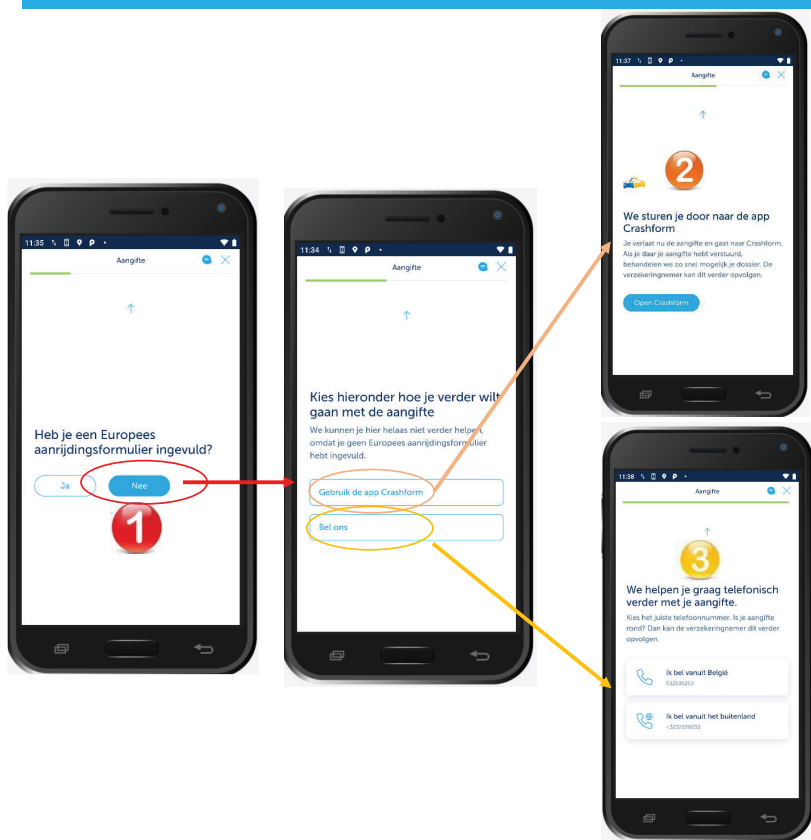 11:35
Aangifte
Heb je een Europees
aanrijdingsformulier ingevuld?
Ja
Nee
1
11:34
Aangifte
Kies hieronder hoe je verder wilt
gaan met de aangifte
We kunnen je hier helaas niet verder helpen,
omdat je geen Europees aanrijdingsformulier
hebt ingevuld.
Gebruik de app Crashform
Bel ons
11:37
Aangifte
2
We sturen je door naar de app
Crashform
Je verlaat nu de aangifte en gaat naar Crashform.
Als je daar je aangifte hebt verstuurd,
behandelen we zo snel mogelijk je dossier. De
verzekeringnemer kan dit verder opvolgen.
Open Crashform
11:38
Aangifte
3
We helpen je graag telefonisch
verder met je aangifte.
Kies het juiste telefoonnummer. Is je aangifte
rond? Dan kan de verzekeringnemer dit verder
opvolgen.
Ik bel vanuit België
Ik bel vanuit het buitenland